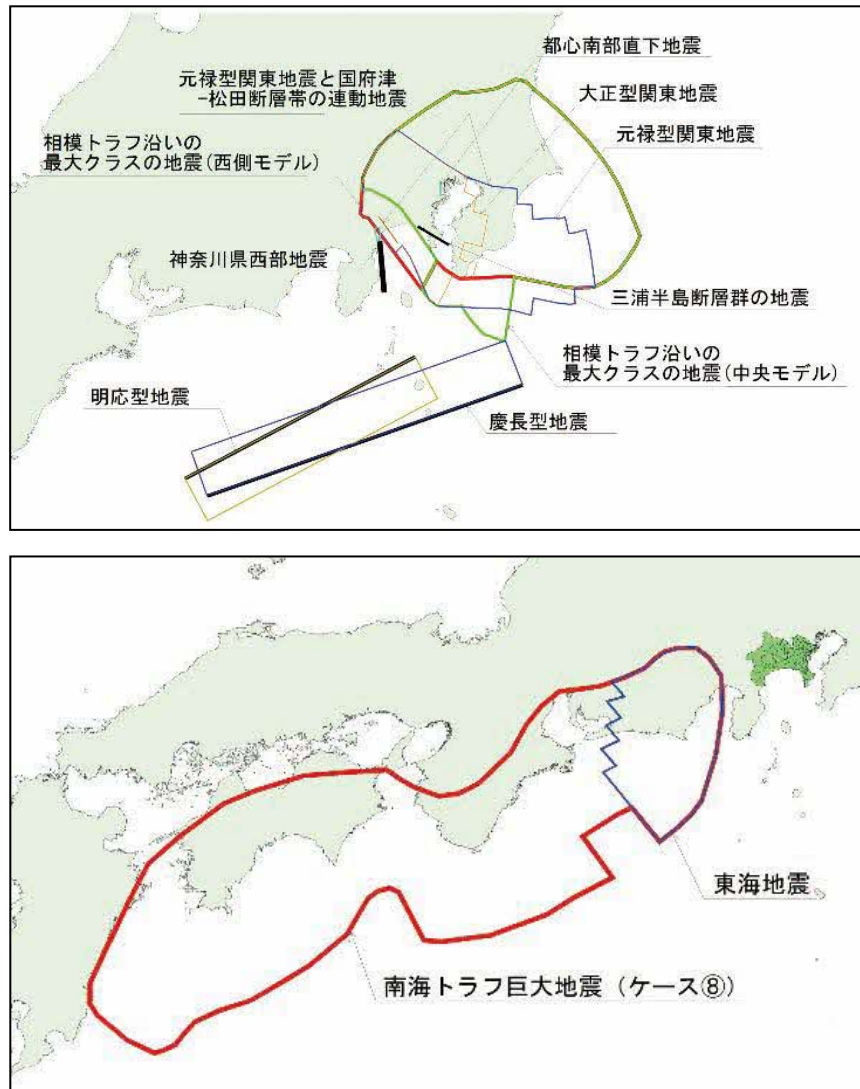 都心南部直下地震
元禄型関東地震と国府津
-松田断層帯の連動地震
大正型関東地震
相模トラフ沿いの
最大クラスの地震(西側モデル)
元禄型関東地震
神奈川県西部地震
三浦半島断層群の地震
相模トラフ沿いの
最大クラスの地震(中央モデル)
明応型地震
慶長型地震
東海地震
南海トラフ巨大地震（ケース⑧）